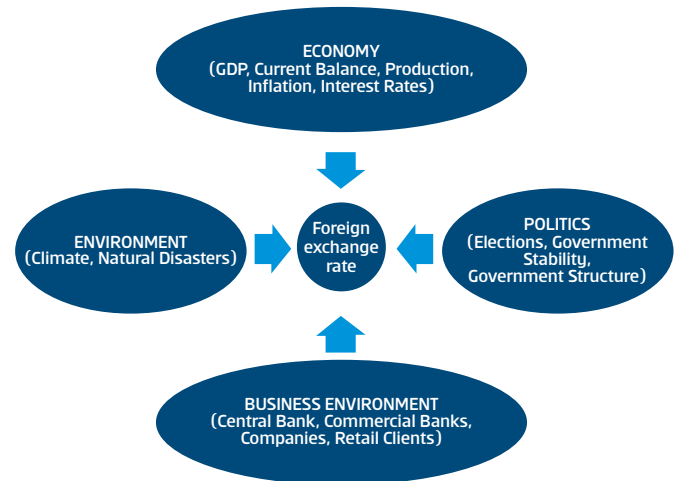 ECONOMY
(GDP, Current Balance, Production,
Inflation, Interest Rates)
ENVIRONMENT
(Climate, Natural Disasters)
Foreign
exchange
rate
POLITICS
(Elections, Government
Stability,
Government Structure)
BUSINESS ENVIRONMENT
(Central Bank, Commercial Banks,
Companies, Retail Clients)